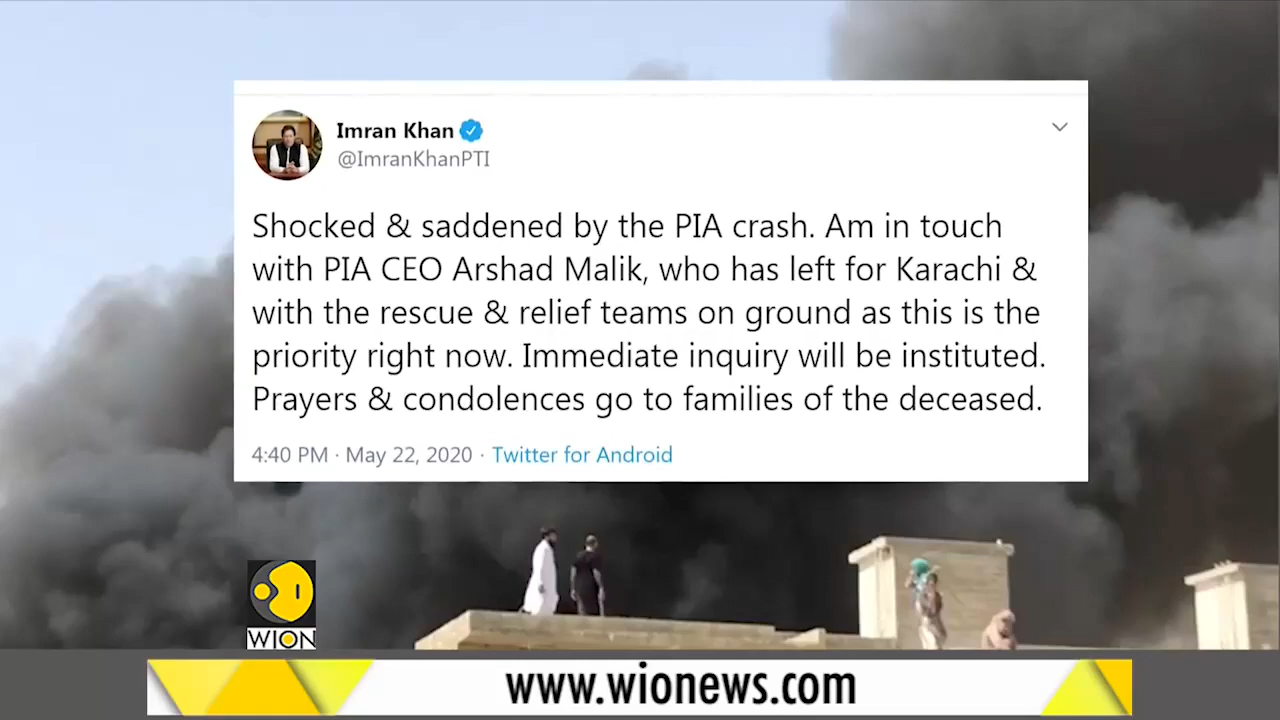 Imran Khan
@ImranKhanPTI
Shocked & saddened by the PIA crash. Am in touch
with PIA CEO Arshad Malik, who has left for Karachi &
with the rescue & relief teams on ground as this is the
priority right now. Immediate inquiry will be instituted.
Prayers & condolences go to families of the deceased.
4:40 PM · May 22, 2020 · Twitter for Android
WION
www.wionews.com